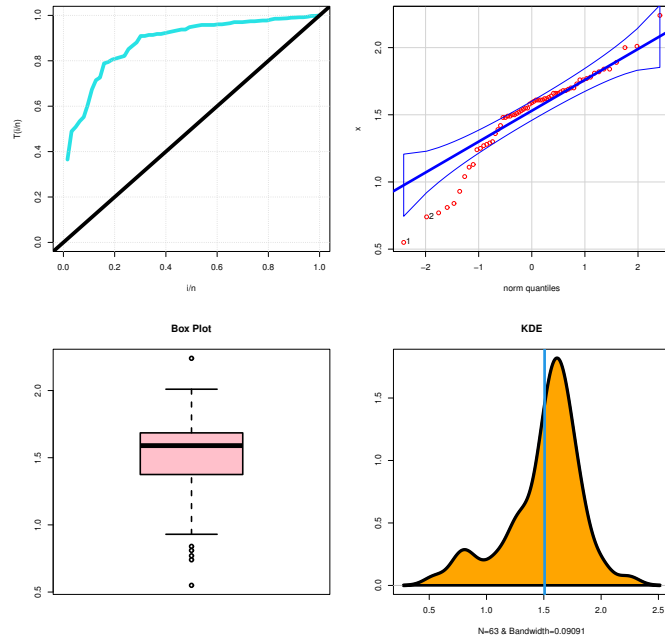 T(i/n)
1.0
0.8
0.6
0.4
0.2
0.0
0.0 0.2 0.4 0.6 0.8 1.0
i/n
x
2.0
1.5
1.0
0.5
1
2
−2 −1 0 1 2
norm quantiles
Box Plot
2.0
1.5
1.0
0.5
KDE
1.5
1.0
0.5
0.0
0.5 1.0 1.5 2.0 2.5
N=63 & Bandwidth=0.09091